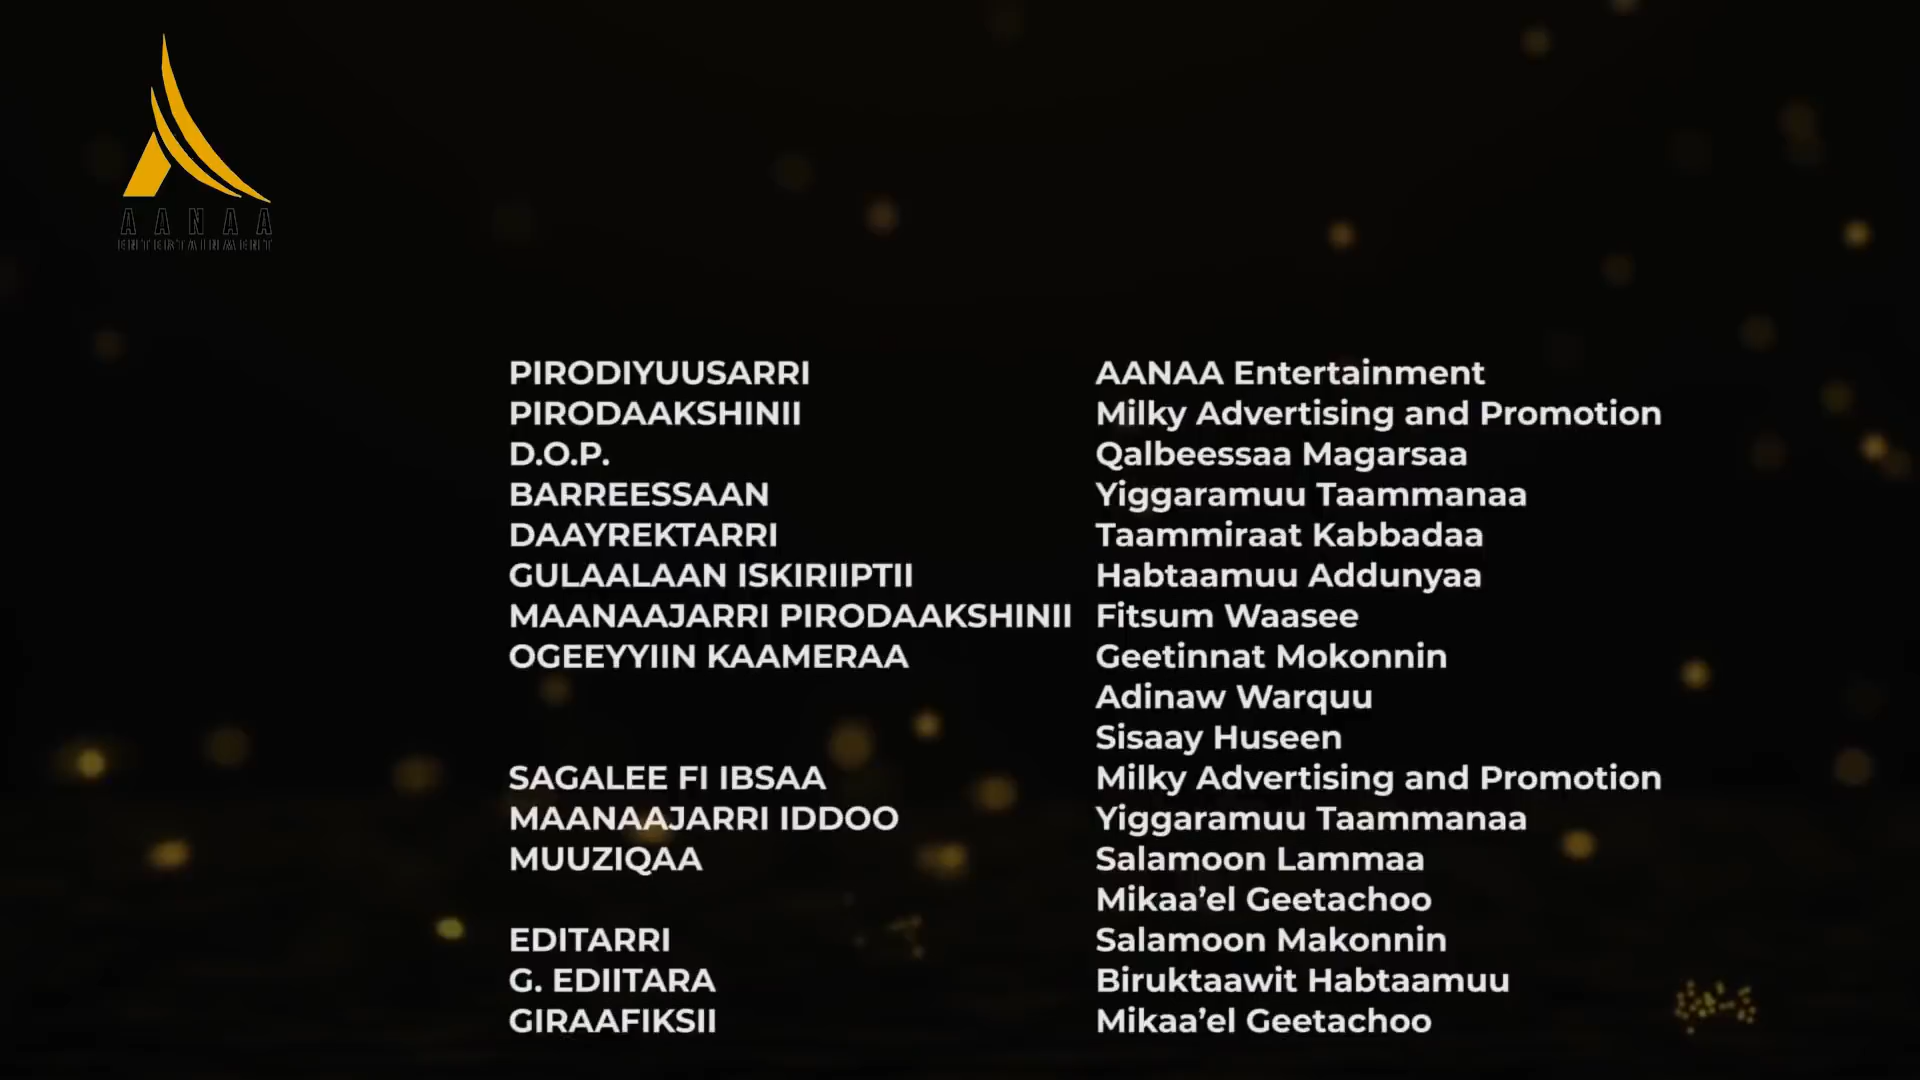 AANAA
ENTERTAINMENT
PIRODIYUUSARRI AANAA Entertainment
PIRODAAKSHINII Milky Advertising and Promotion
D.O.P. Qalbeessaa Magarsaa
BARREESSAAN Yiggaramuu Taammanaa
DAAYREKTARRI Taammiraat Kabbadaa
GULAALAAN ISKIRIIPTII Habtaamuu Addunyaa
MAANAAJARRI PIRODAAKSHINII Fitsum Waasee
OGEEYYIIN KAAMERAA Geetinnat Mokonnin
Adinaw Warquu
Sisaay Huseen
SAGALEE FI IBSAA Milky Advertising and Promotion
MAANAAJARRI IDDOO Yiggaramuu Taammanaa
MUUZIQAA Salamoon Lammaa
Mikaa’el Geetachoo
EDITARRI Salamoon Makonnin
G. EDIITARA Biruktaawit Habtaamuu
GIRAAFIKSII Mikaa’el Geetachoo